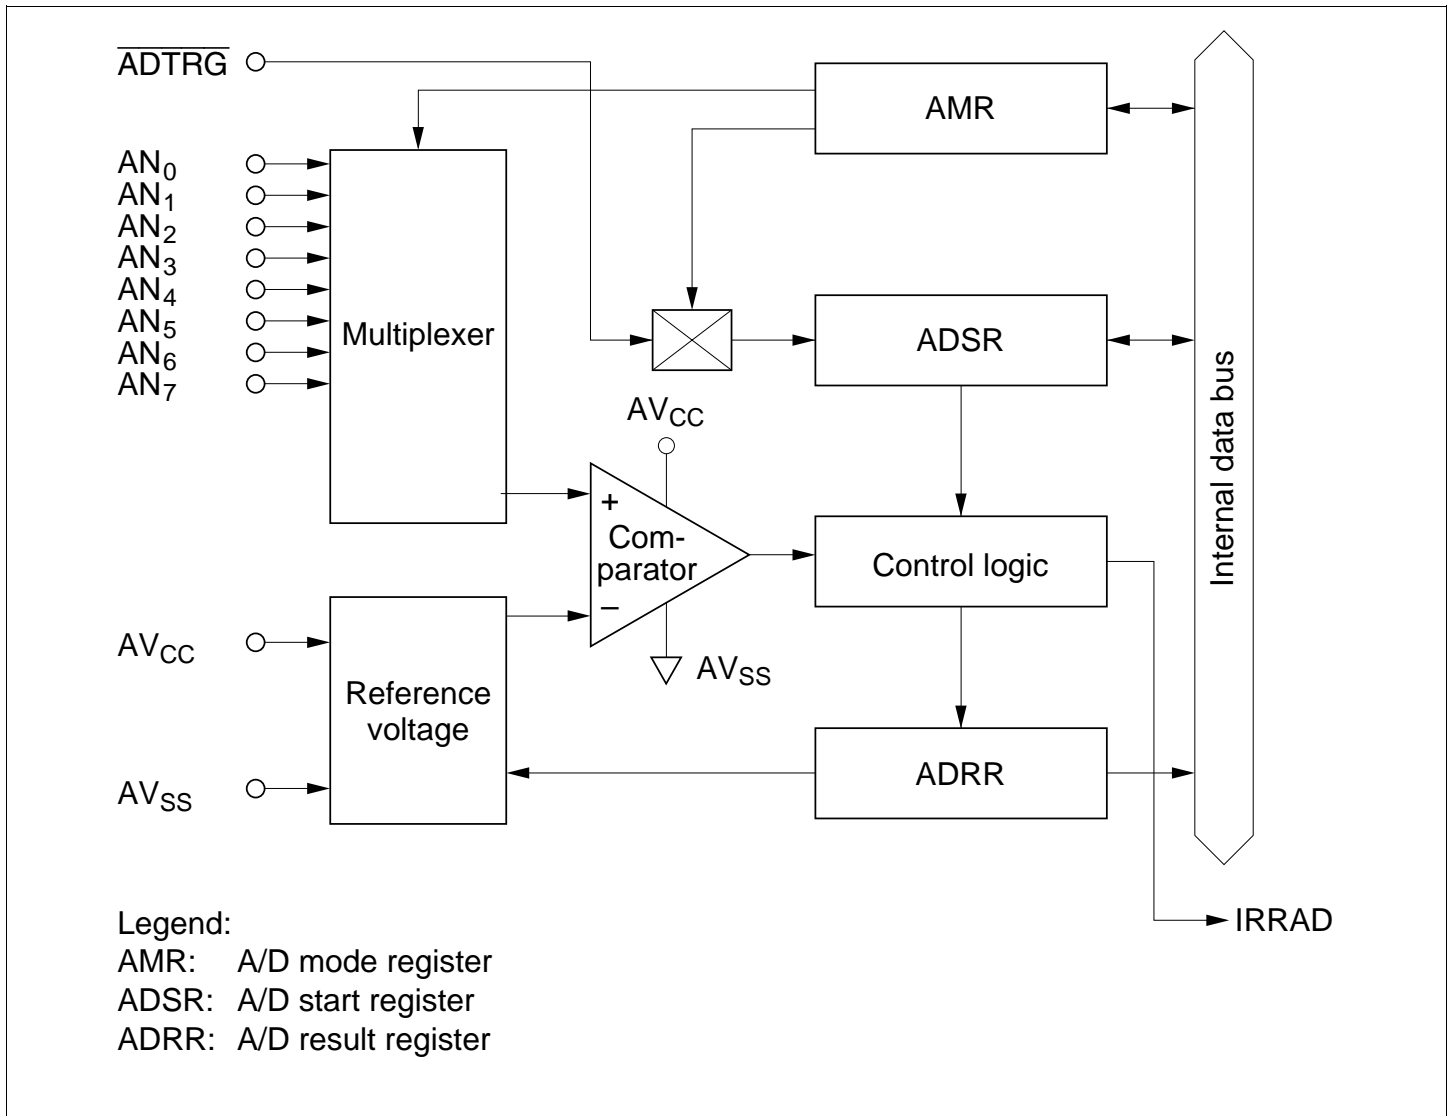 ADTRG
AMR
AN0
AN1
AN2
AN3
AN4
AN5
AN6
AN7
Multiplexer
ADSR
Internal data bus
AVCC
+
Com-
parator
−
Control logic
AVSS
AVCC
Reference
voltage
AVSS
ADRR
IRRAD
Legend:
AMR: A/D mode register
ADSR: A/D start register
ADRR: A/D result register